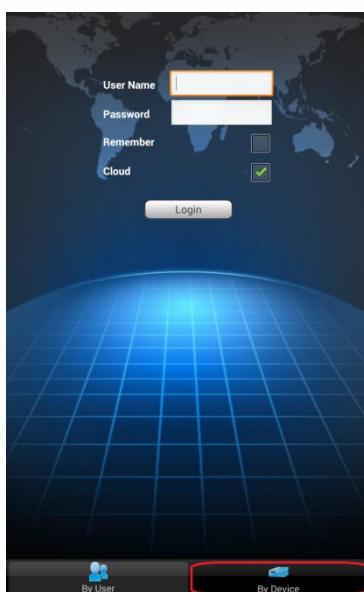 User Name
Password
Remember
Cloud
Login
By User
By Device